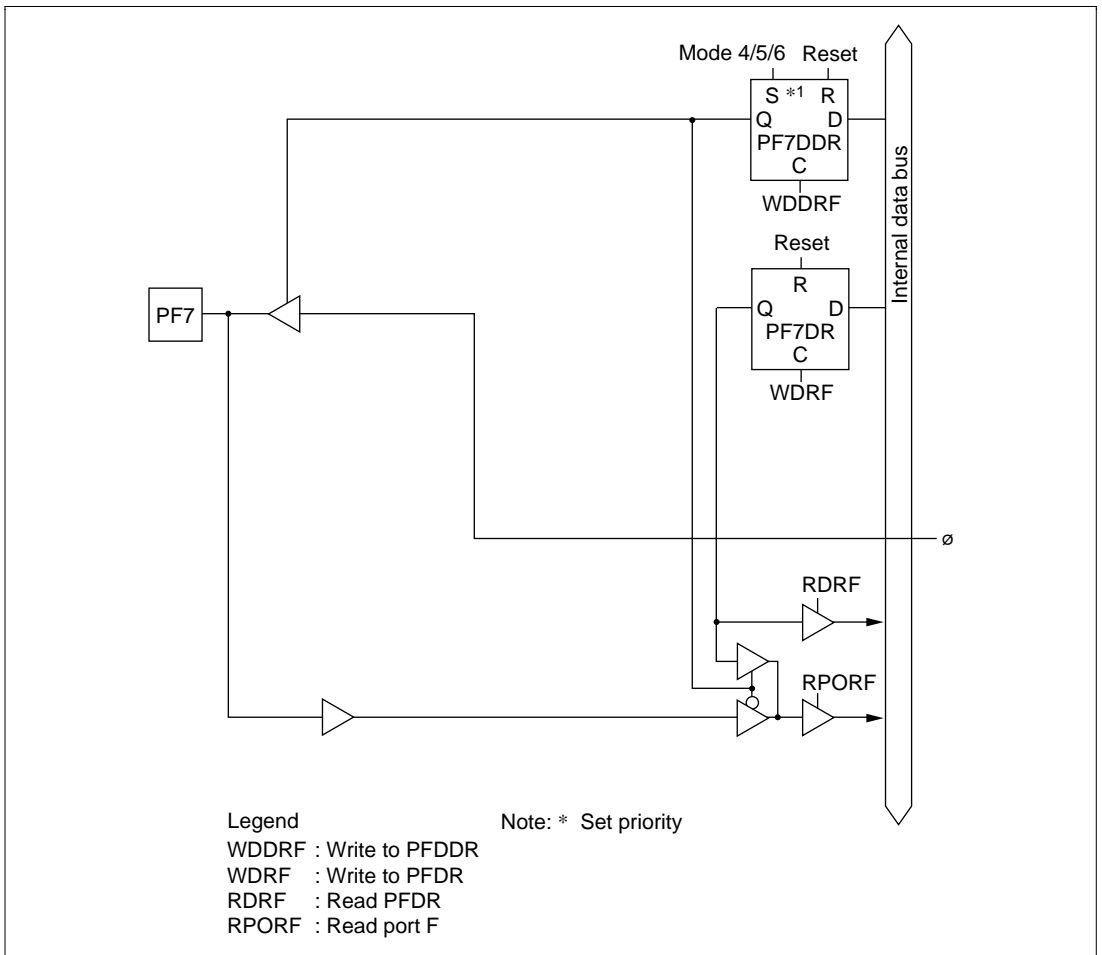 Mode 4/5/6 Reset
S *1 R
Q D
PF7DDR
C
WDDRF
Internal data bus
Reset
R
Q D
PF7DR
C
WDRF
PF7
ø
RDRF
RPORF
Legend
WDDRF : Write to PFDDR
WDRF : Write to PFDR
RDRF : Read PFDR
RPORF : Read port F
Note: * Set priority